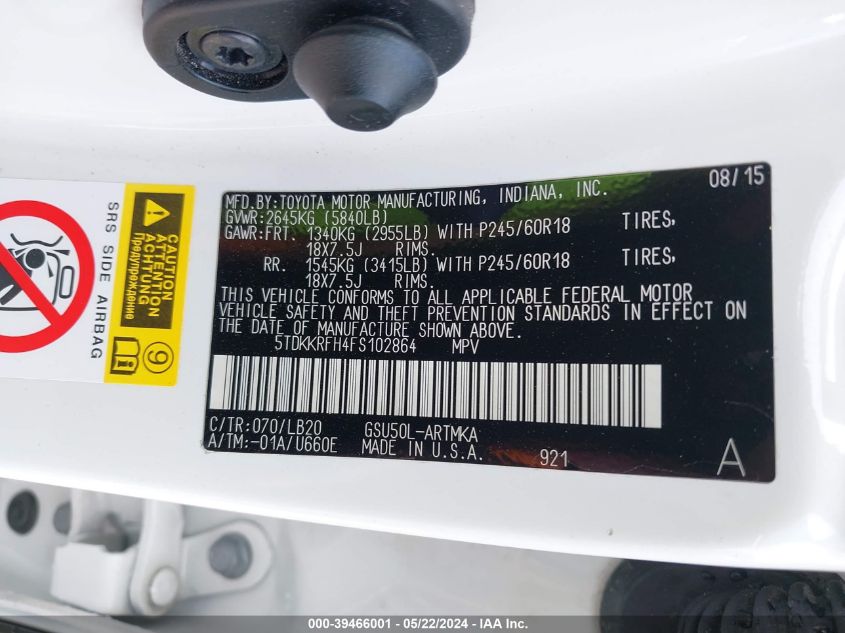 MFD.BY:TOYOTA MOTOR MANUFACTURING, INDIANA, INC. 08/15
GVWR:2645KG (5840LB)
GAWR:FRT. 1340KG (2955LB) WITH P245/60R18 TIRES,
18X7.5J RIMS.
RR. 1545KG (3415LB) WITH P245/60R18 TIRES,
18X7.5J RIMS.
THIS VEHICLE CONFORMS TO ALL APPLICABLE FEDERAL MOTOR
VEHICLE SAFETY AND THEFT PREVENTION STANDARDS IN EFFECT ON
THE DATE OF MANUFACTURE SHOWN ABOVE.
5TDKKRFH4FS102864 MPV
C/TR:070/LB20 GSU50L-ARTMKA
A/TM:-01A/U660E MADE IN U.S.A. 921 A
SRS SIDE AIRBAG
CAUTION
ATTENTION
ACHTUNG
Предупреждение
9
000-39466001 - 05/22/2024 - IAA Inc.